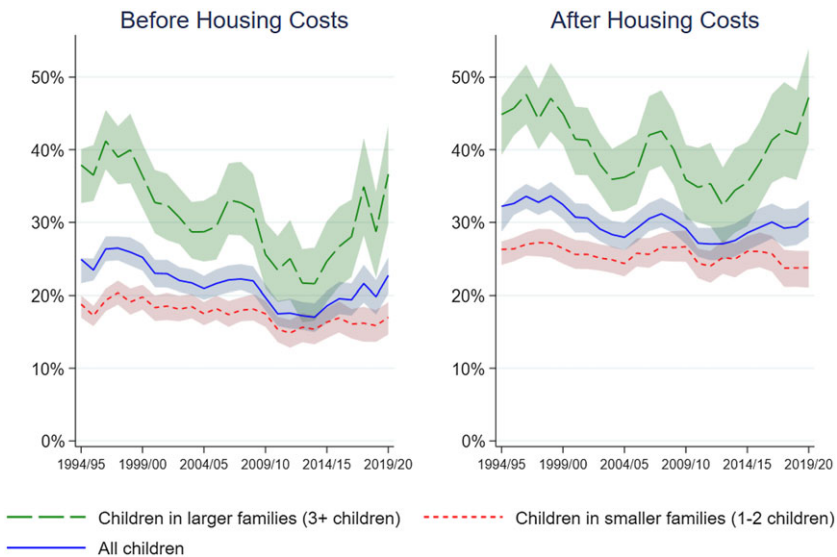 Before Housing Costs
50%
40%
30%
20%
10%
0%
1994/95 1999/00 2004/05 2009/10 2014/15 2019/20
After Housing Costs
50%
40%
30%
20%
10%
0%
1994/95 1999/00 2004/05 2009/10 2014/15 2019/20
Children in larger families (3+ children)
Children in smaller families (1-2 children)
All children